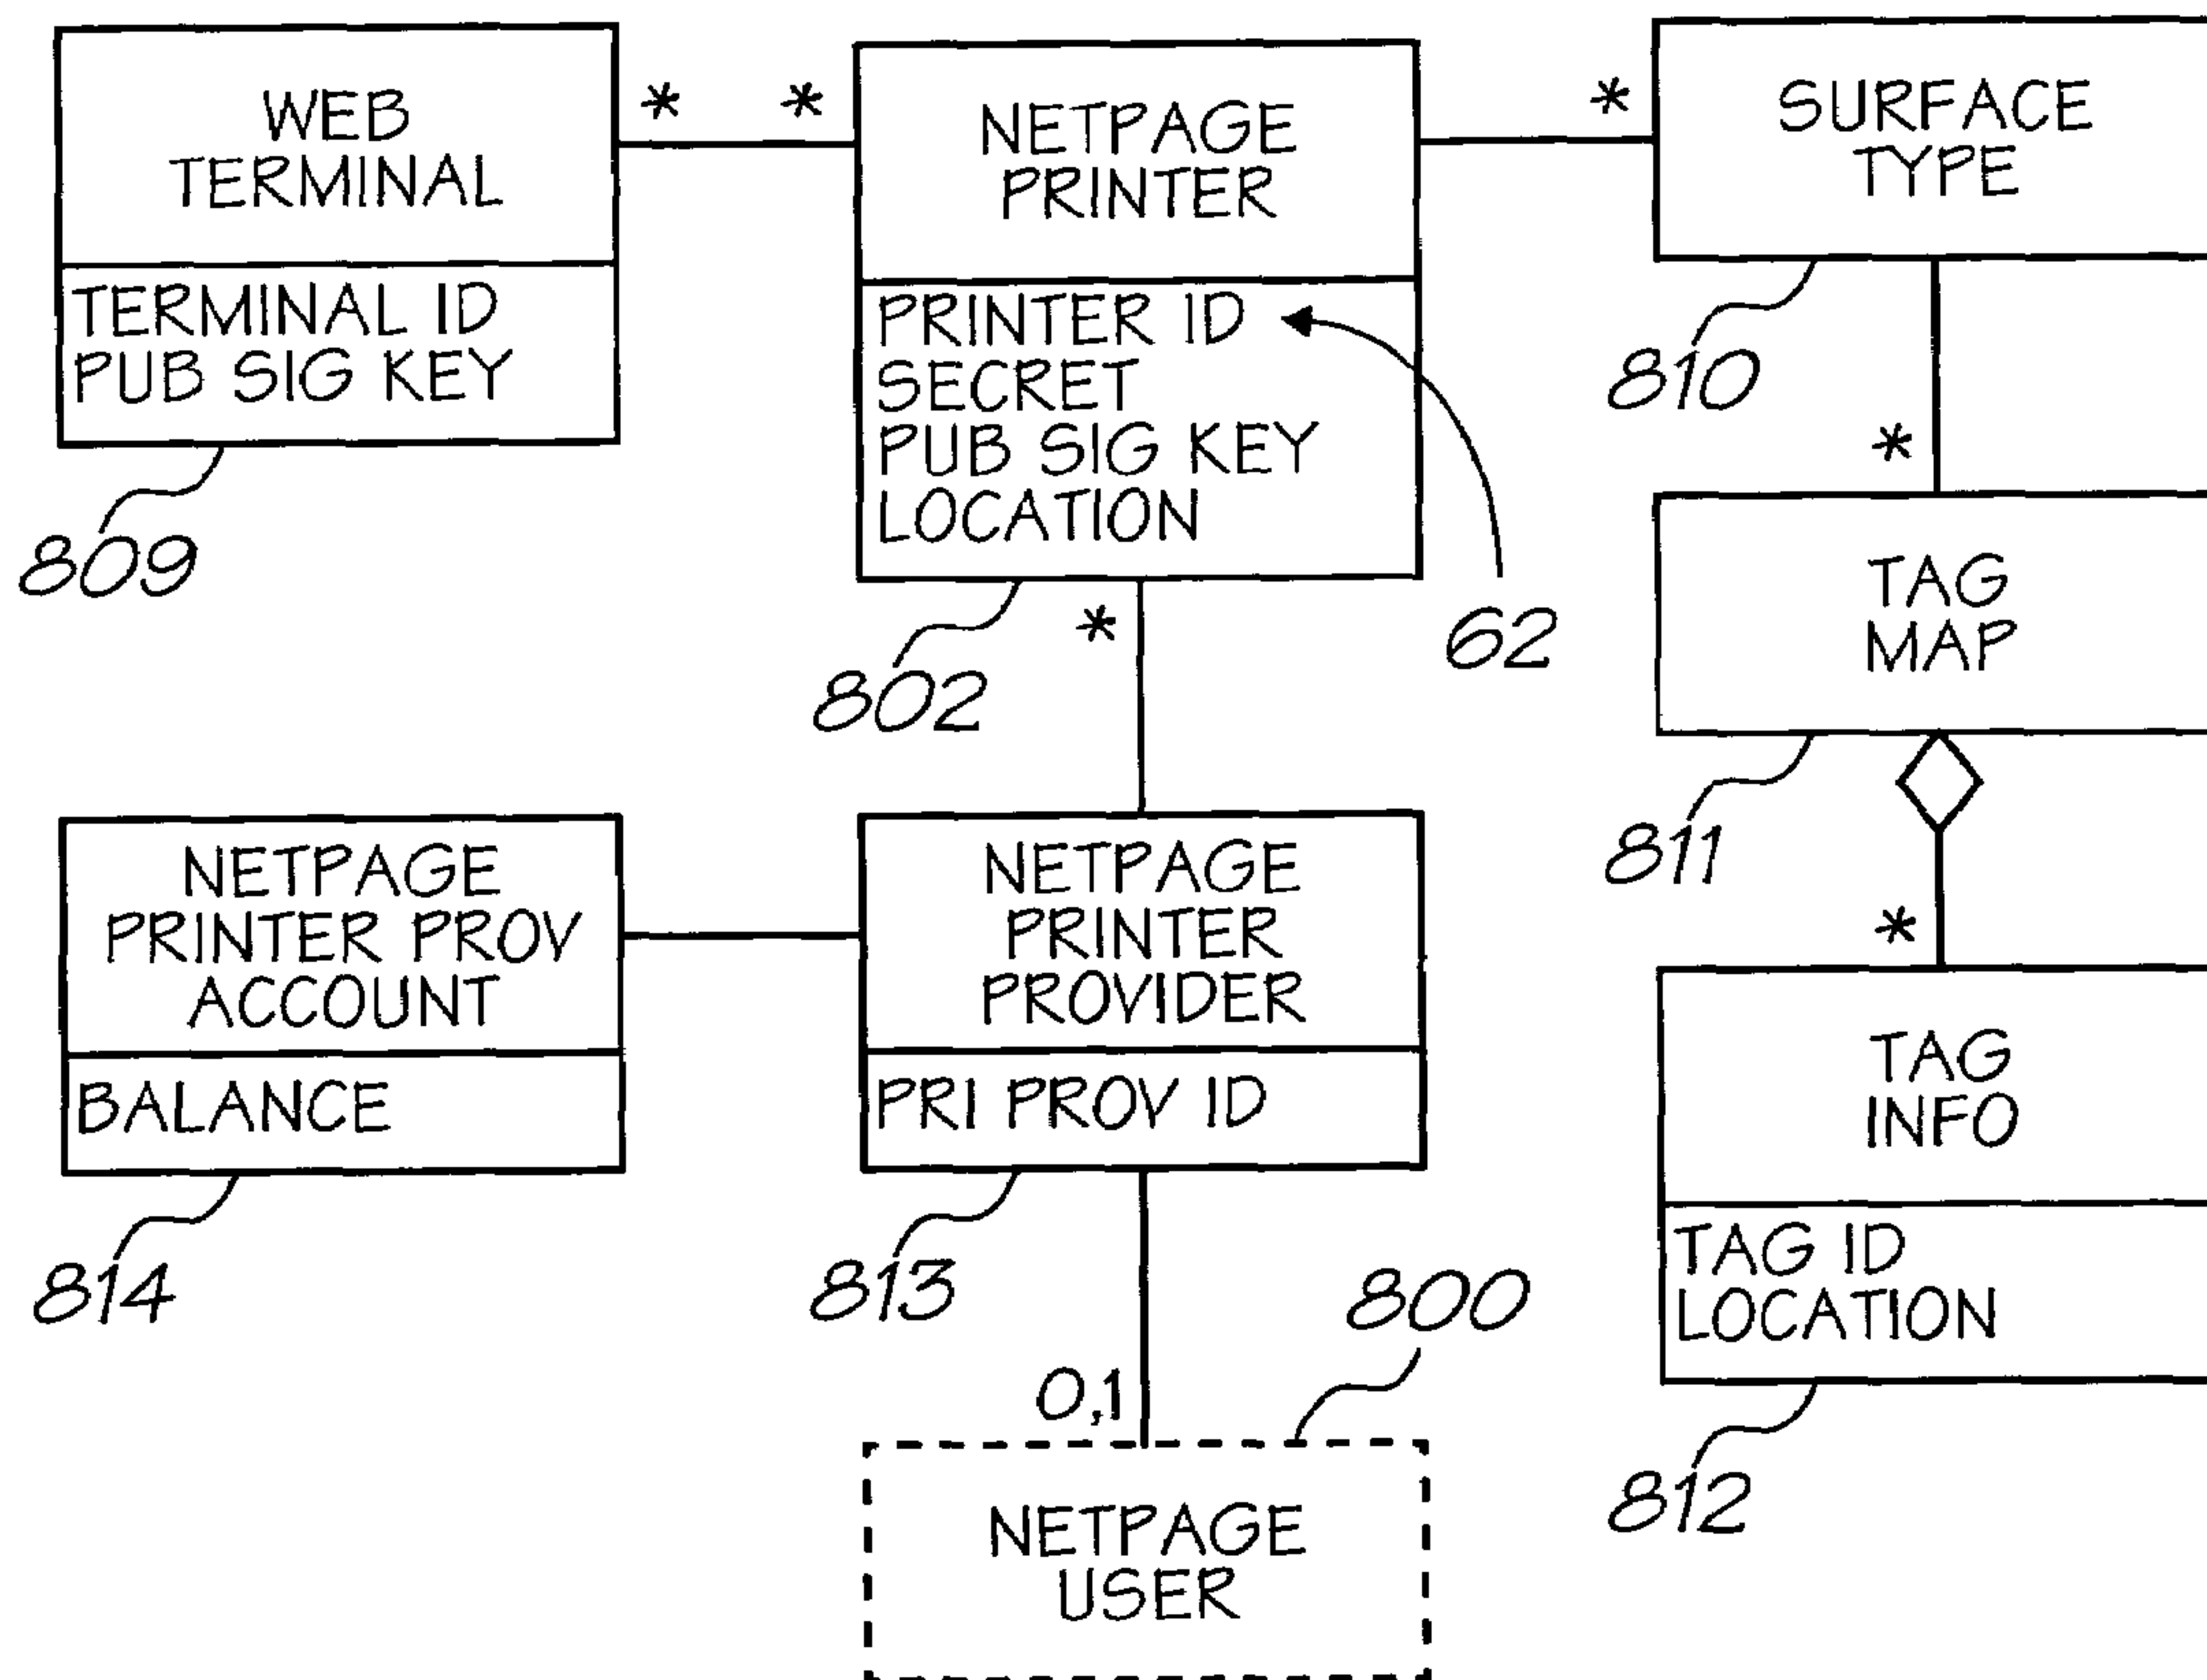 WEB
TERMINAL
TERMINAL ID
PUB SIG KEY
809
*
*
NETPAGE
PRINTER
PRINTER ID
SECRET
PUB SIG KEY
LOCATION
802
62
*
*
SURFACE
TYPE
810
*
TAG
MAP
811
*
TAG
INFO
TAG ID
LOCATION
812
NETPAGE
PRINTER PROV
ACCOUNT
BALANCE
814
NETPAGE
PRINTER
PROVIDER
PRI PROV ID
813
800
0,1
NETPAGE
USER